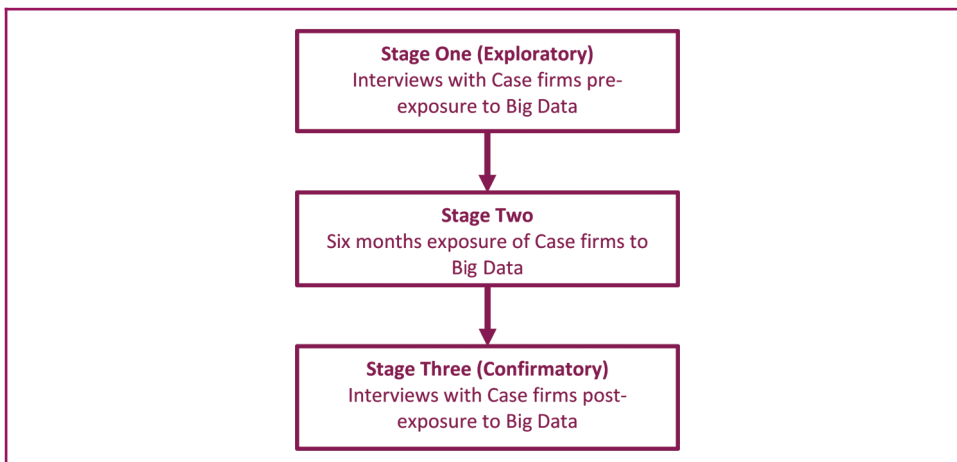 Stage One (Exploratory)
Interviews with Case firms pre-
exposure to Big Data
Stage Two
Six months exposure of Case firms to
Big Data
Stage Three (Confirmatory)
Interviews with Case firms post-
exposure to Big Data